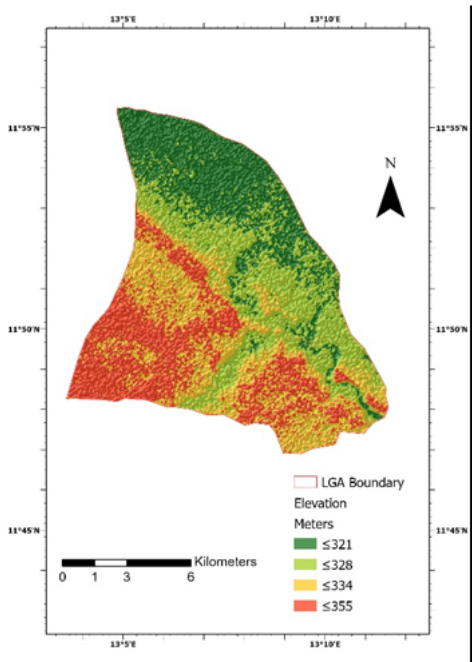 13°5'E 13°10'E
11°55'N 11°55'N
N
11°50'N 11°50'N
LGA Boundary
Elevation
Meters
11°45'N 11°45'N
≤321
≤328
Kilometers
≤334
0 1 3 6
≤355
13°5'E 13°10'E